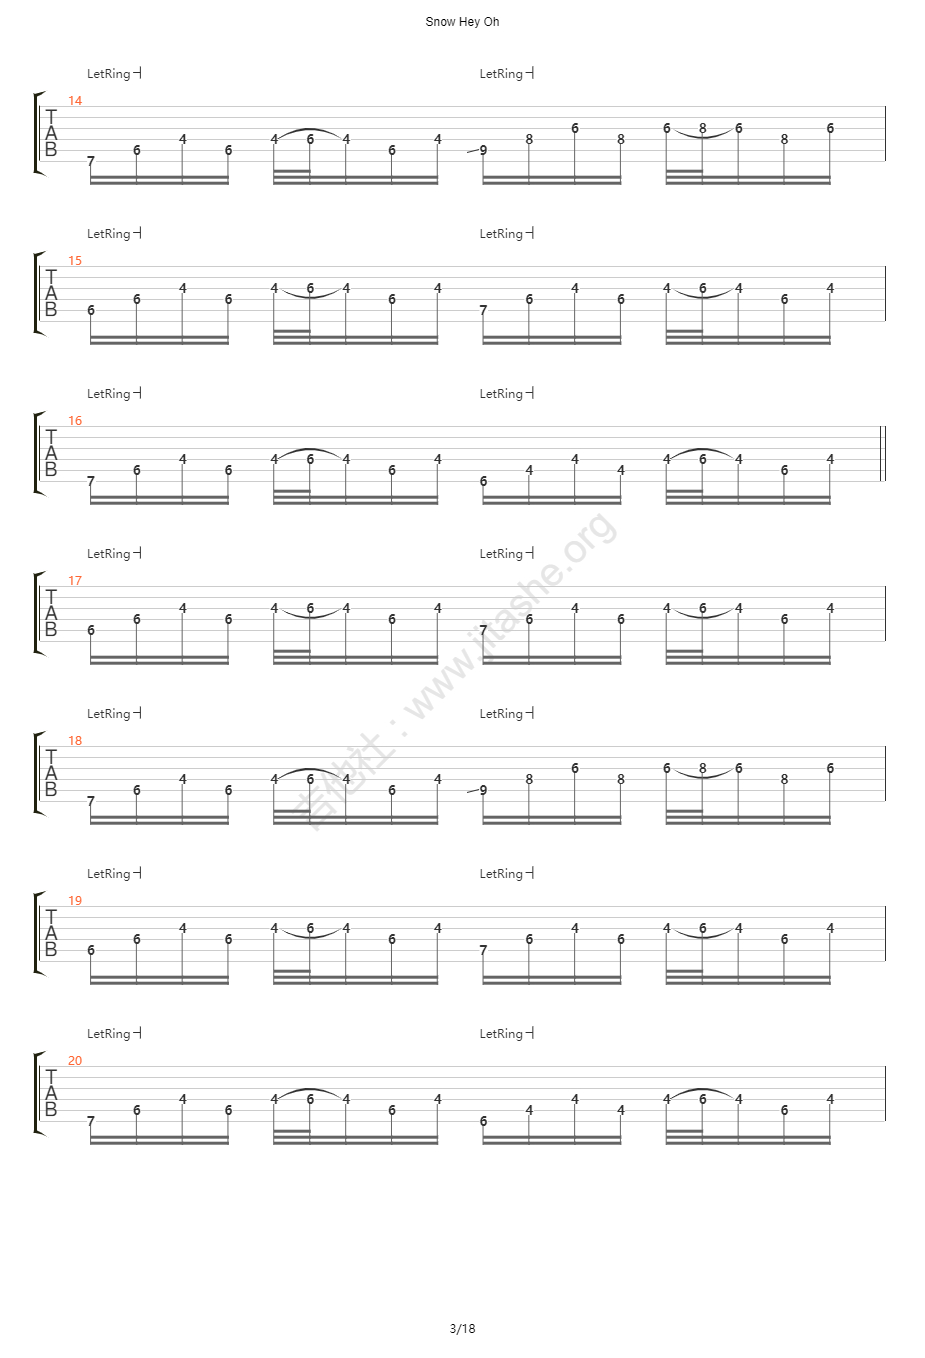 Snow Hey Oh
LetRing LetRing
14
T 4 4 6 4 4 6 8 6 8 6 8 6
A
B 7 6 6 6 9 8 8
LetRing LetRing
15
T 4 4 6 4 4 4 4 6 4 4
A 6 6 6 6 6 6
B 6 7
LetRing LetRing
16
T 4 4 6 4 4 4 4 6 4 4
A 6 6 6 4 4 6
B 7 6
LetRing LetRing
17
T 4 4 6 4 4 4 4 6 4 4
A 6 6 6 6 6 6
B 6 7
LetRing LetRing
18
T 6 6 8 6 6
A 4 4 6 4 4 8 8 8
B 7 6 6 6 9
LetRing LetRing
19
T 4 4 6 4 4 4 4 6 4 4
A 6 6 6 6 6 6
B 6 7
LetRing LetRing
20
T 4 4 6 4 4 4 4 6 4 4
A 6 6 6 4 4 6
B 7 6
吉他社：www.jitashe.org
3/18